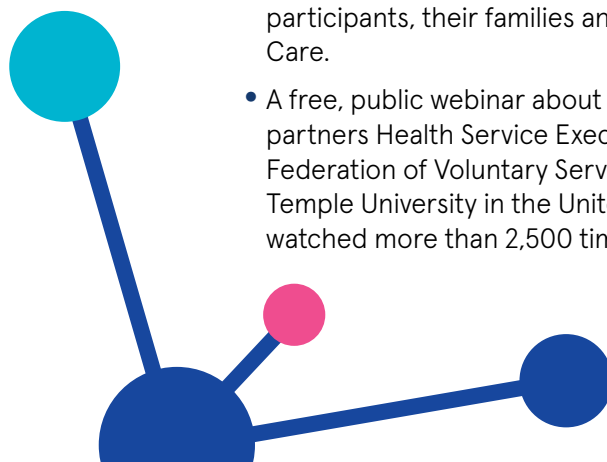 participants, their families an
Care.
• A free, public webinar about
partners Health Service Exec
Federation of Voluntary Serv
Temple University in the Unit
watched more than 2,500 tim